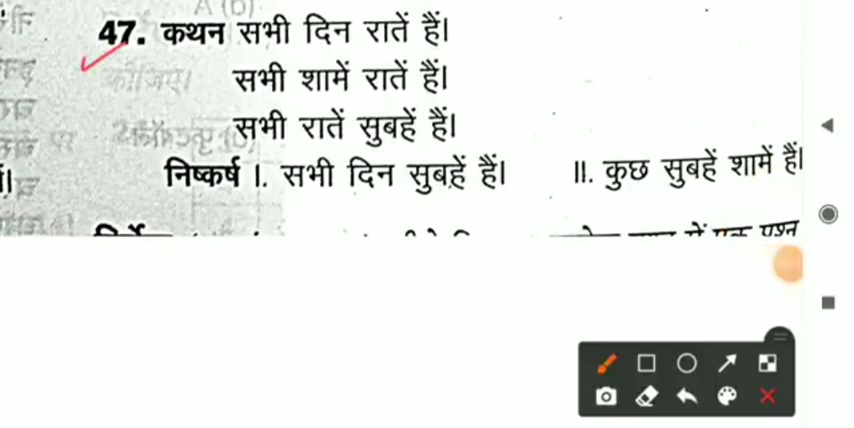 47. कथन सभी दिन रातें हैं।
सभी शामें रातें हैं।
सभी रातें सुबहें हैं।
निष्कर्ष I. सभी दिन सुबहें हैं। II. कुछ सुबहें शामें हैं।